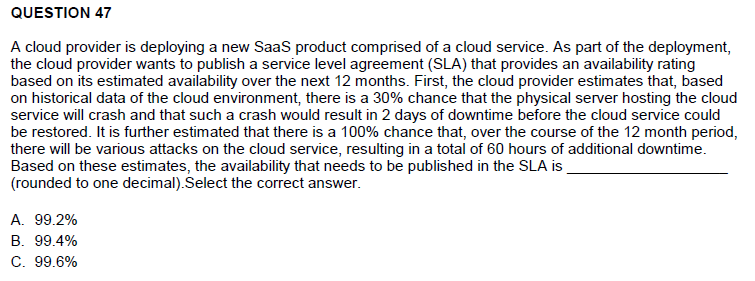 QUESTION 47
A cloud provider is deploying a new SaaS product comprised of a cloud service. As part of the deployment,
the cloud provider wants to publish a service level agreement (SLA) that provides an availability rating
based on its estimated availability over the next 12 months. First, the cloud provider estimates that, based
on historical data of the cloud environment, there is a 30% chance that the physical server hosting the cloud
service will crash and that such a crash would result in 2 days of downtime before the cloud service could
be restored. It is further estimated that there is a 100% chance that, over the course of the 12 month period,
there will be various attacks on the cloud service, resulting in a total of 60 hours of additional downtime.
Based on these estimates, the availability that needs to be published in the SLA is ____________________
(rounded to one decimal).Select the correct answer.
A. 99.2%
B. 99.4%
C. 99.6%